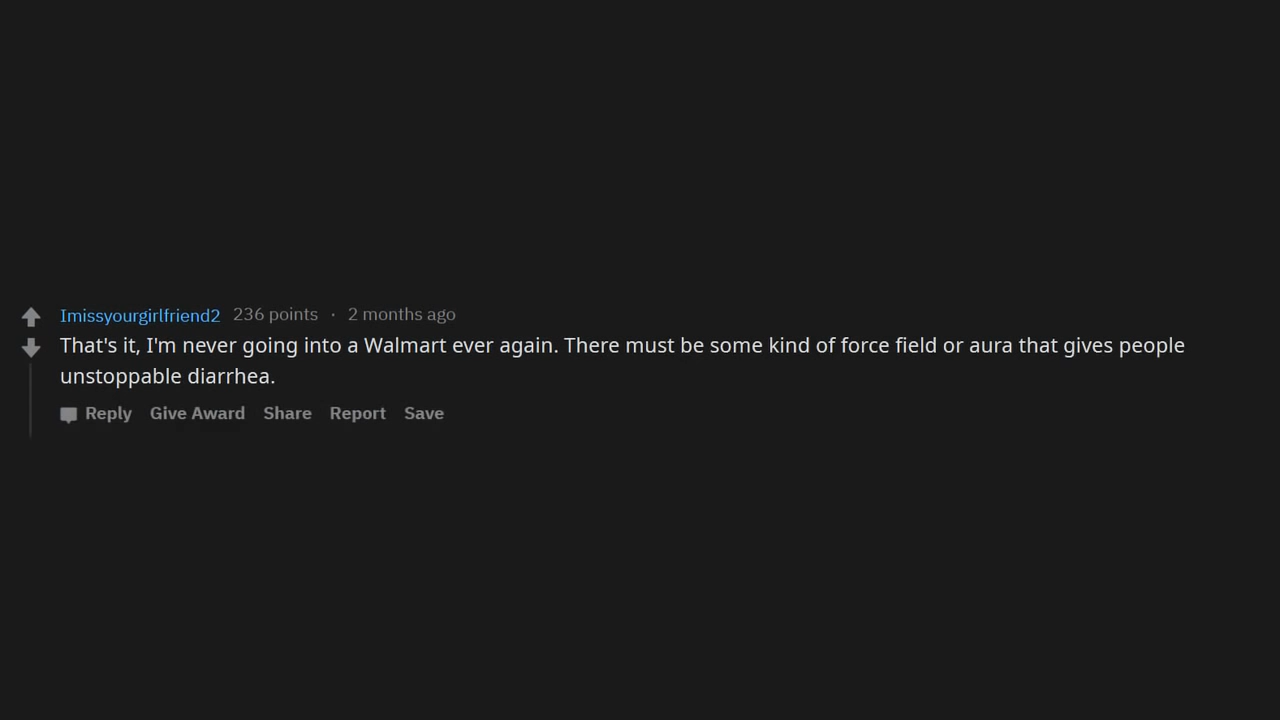 Imissyourgirlfriend2 236 points · 2 months ago
That's it, I'm never going into a Walmart ever again. There must be some kind of force field or aura that gives people
unstoppable diarrhea.
Reply Give Award Share Report Save